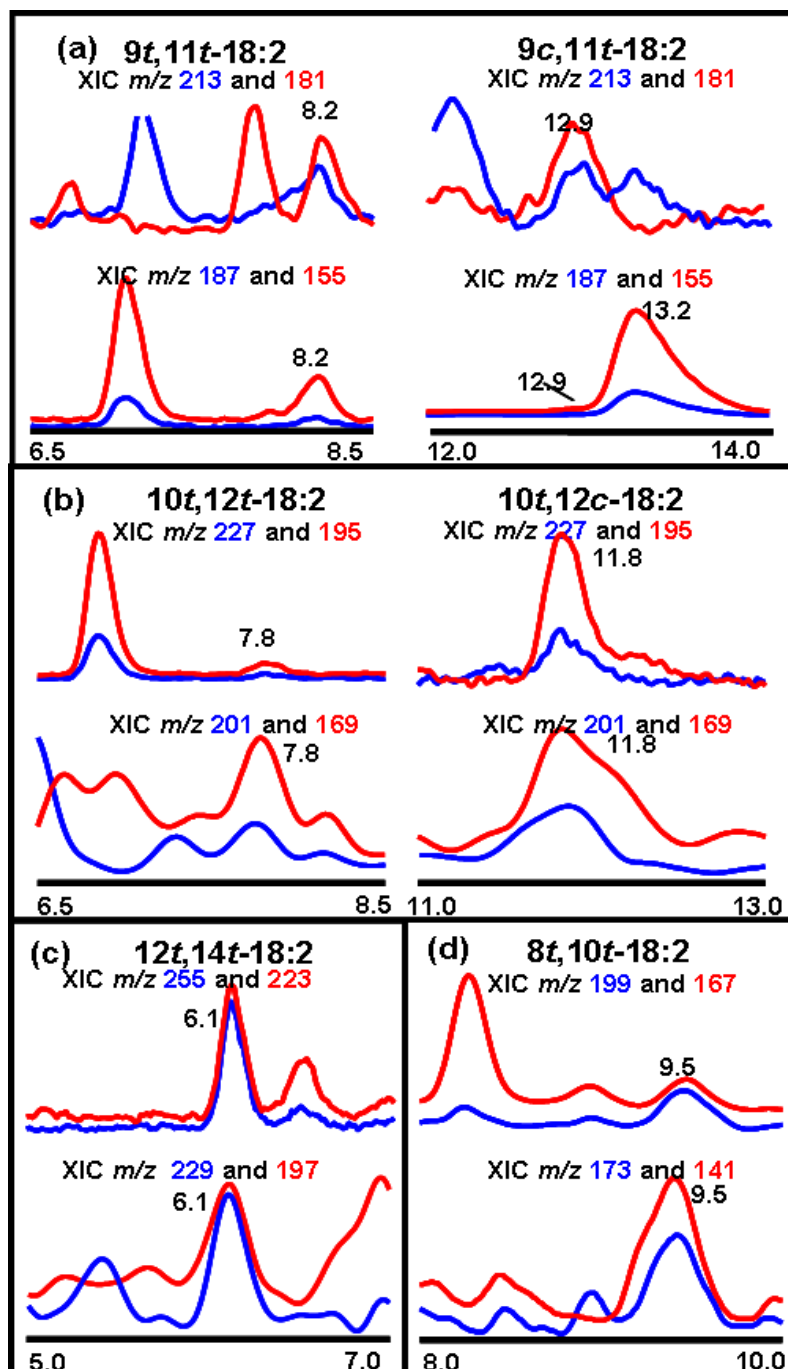 (a)
9t,11t-18:2
XIC m/z 213 and 181
8.2
9c,11t-18:2
XIC m/z 213 and 181
12.9
XIC m/z 187 and 155
8.2
XIC m/z 187 and 155
13.2
12.9
6.5 8.5
12.0 14.0
(b)
10t,12t-18:2
XIC m/z 227 and 195
7.8
10t,12c-18:2
XIC m/z 227 and 195
11.8
XIC m/z 201 and 169
7.8
XIC m/z 201 and 169
11.8
6.5 8.5
11.0 13.0
(c)
12t,14t-18:2
XIC m/z 255 and 223
6.1
XIC m/z 229 and 197
6.1
5.0 7.0
(d)
8t,10t-18:2
XIC m/z 199 and 167
9.5
XIC m/z 173 and 141
9.5
8.0 10.0